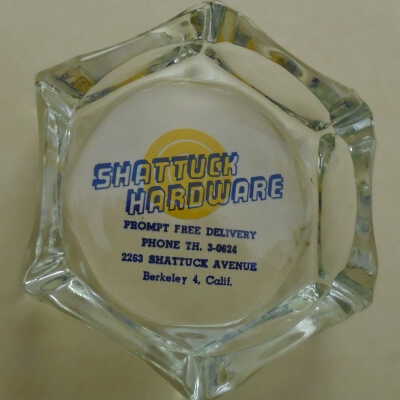 SHATTUCK
HARDWARE
PROMPT FREE DELIVERY
PHONE TH. 3-0624
2263 SHATTUCK AVENUE
Berkeley 4, Calif.